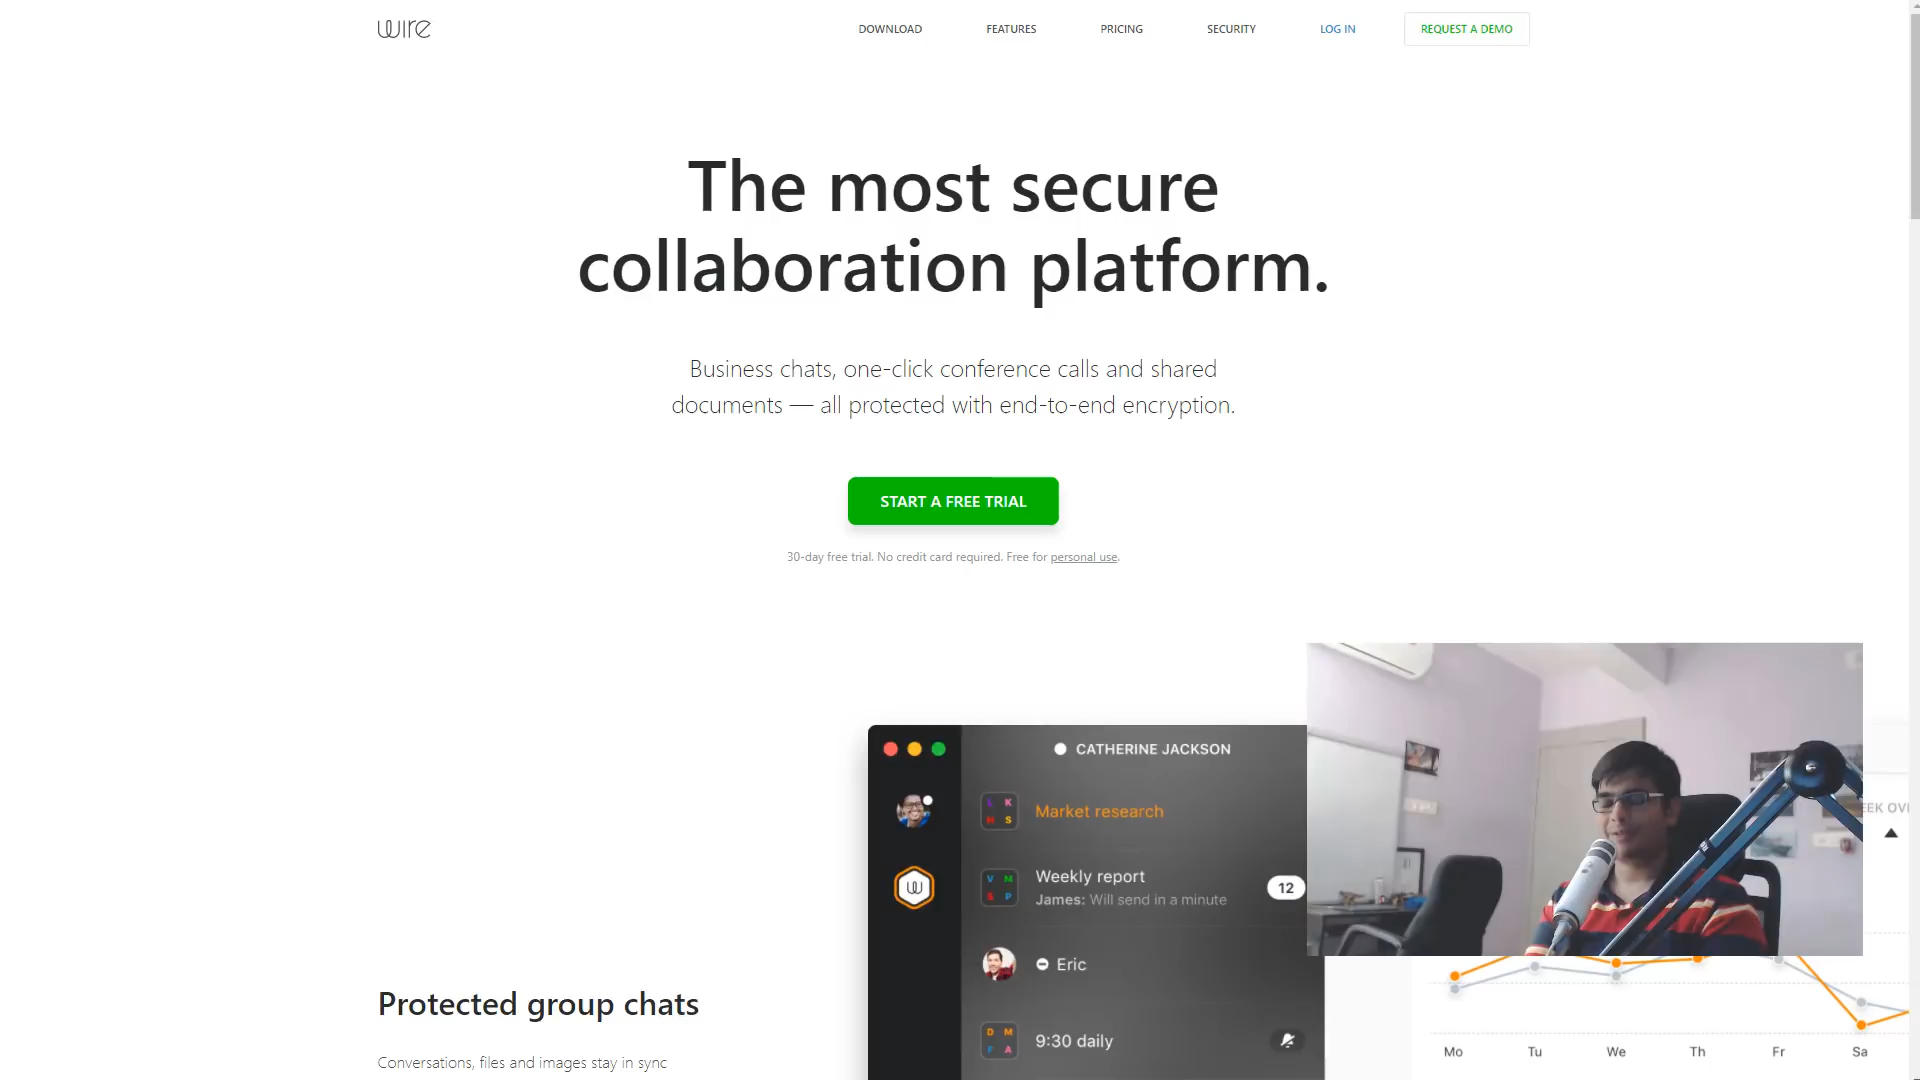 wire
DOWNLOAD
FEATURES
PRICING
SECURITY
LOG IN
REQUEST A DEMO
The most secure
collaboration platform.
Business chats, one-click conference calls and shared
documents — all protected with end-to-end encryption.
START A FREE TRIAL
30-day free trial. No credit card required. Free for personal use.
CATHERINE JACKSON
K
S
Market research
V M
S P
Weekly report
12
James: Will send in a minute
Eric
D M
F A
9:30 daily
EEK OV
Mo Tu We Th Fr Sa
Protected group chats
Conversations, files and images stay in sync